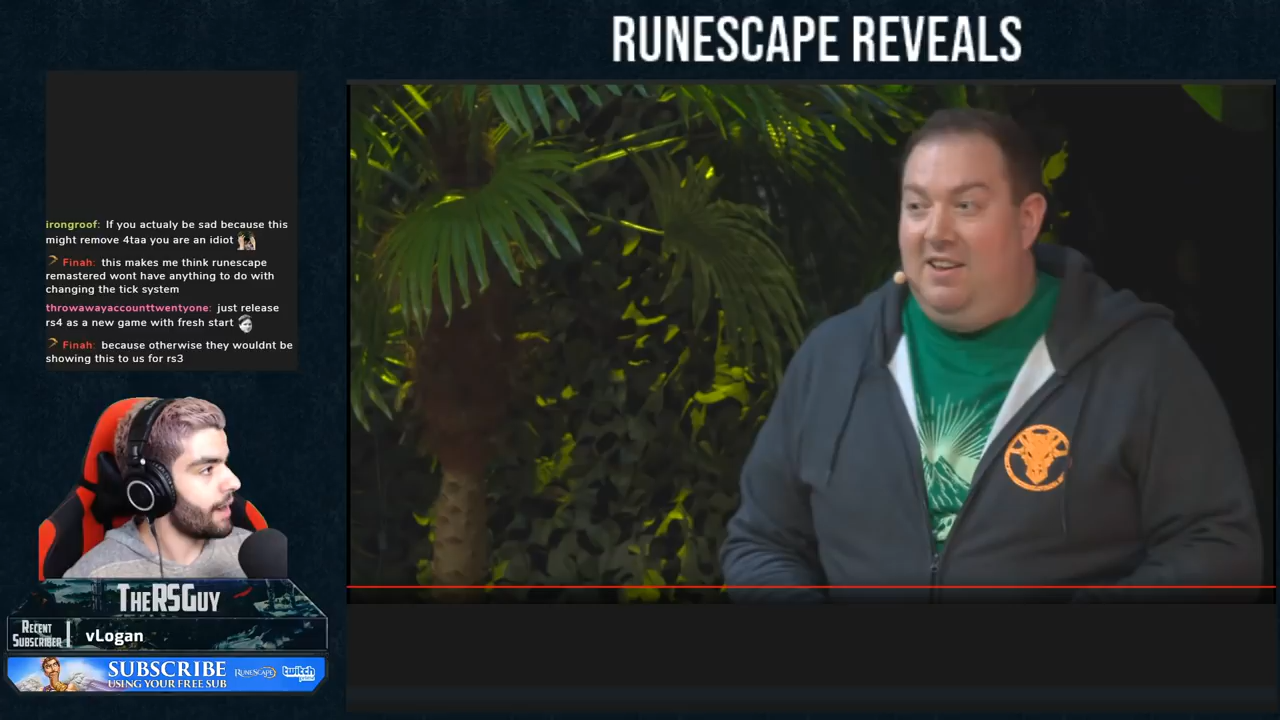 RUNESCAPE REVEALS
irongroof: If you actualy be sad because this
might remove 4taa you are an idiot
Finah: this makes me think runescape
remastered wont have anything to do with
changing the tick system
throwawayaccounttwentyone: just release
rs4 as a new game with fresh start
Finah: because otherwise they wouldnt be
showing this to us for rs3
THERSGUY
RECENT
SUBSCRIBER
vLogan
SUBSCRIBE
USING YOUR FREE SUB
RUNESCAPE
twitch
prime